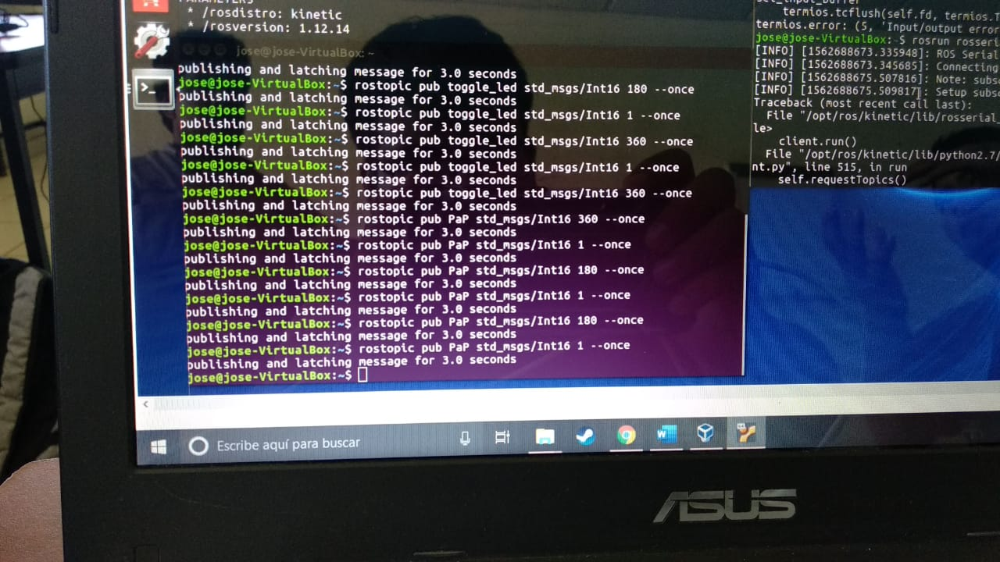 PARAMETERS
* /rosdistro: kinetic
* /rosversion: 1.12.14
jose@jose-VirtualBox: ~
publishing and latching message for 3.0 seconds
jose@jose-VirtualBox:~$ rostopic pub toggle_led std_msgs/Int16 180 --once
publishing and latching message for 3.0 seconds
jose@jose-VirtualBox:~$ rostopic pub toggle_led std_msgs/Int16 1 --once
publishing and latching message for 3.0 seconds
jose@jose-VirtualBox:~$ rostopic pub toggle_led std_msgs/Int16 360 --once
publishing and latching message for 3.0 seconds
jose@jose-VirtualBox:~$ rostopic pub toggle_led std_msgs/Int16 1 --once
publishing and latching message for 3.0 seconds
jose@jose-VirtualBox:~$ rostopic pub toggle_led std_msgs/Int16 360 --once
publishing and latching message for 3.0 seconds
jose@jose-VirtualBox:~$ rostopic pub PaP std_msgs/Int16 360 --once
publishing and latching message for 3.0 seconds
jose@jose-VirtualBox:~$ rostopic pub PaP std_msgs/Int16 1 --once
publishing and latching message for 3.0 seconds
jose@jose-VirtualBox:~$ rostopic pub PaP std_msgs/Int16 180 --once
publishing and latching message for 3.0 seconds
jose@jose-VirtualBox:~$ rostopic pub PaP std_msgs/Int16 1 --once
publishing and latching message for 3.0 seconds
jose@jose-VirtualBox:~$ rostopic pub PaP std_msgs/Int16 180 --once
publishing and latching message for 3.0 seconds
jose@jose-VirtualBox:~$ rostopic pub PaP std_msgs/Int16 1 --once
publishing and latching message for 3.0 seconds
jose@jose-VirtualBox:~$
set_input_buffer
termios.tcflush(self.fd, termios.T
termios.error: (5, 'Input/output error
jose@jose-VirtualBox:~$ rosrun rosseri
[INFO] [1562688673.335948]: ROS Serial
[INFO] [1562688673.345685]: Connecting
[INFO] [1562688675.507816]: Note: subs
[INFO] [1562688675.509817]: Setup subsc
Traceback (most recent call last):
File "/opt/ros/kinetic/lib/rosserial_
le>
client.run()
File "/opt/ros/kinetic/lib/python2.7/
nt.py", line 515, in run
self.requestTopics()
Escribe aquí para buscar
ASUS